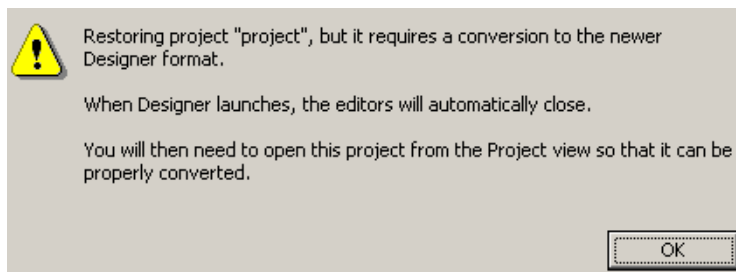 Restoring project "project", but it requires a conversion to the newer
Designer format.
When Designer launches, the editors will automatically close.
You will then need to open this project from the Project view so that it can be
properly converted.
OK